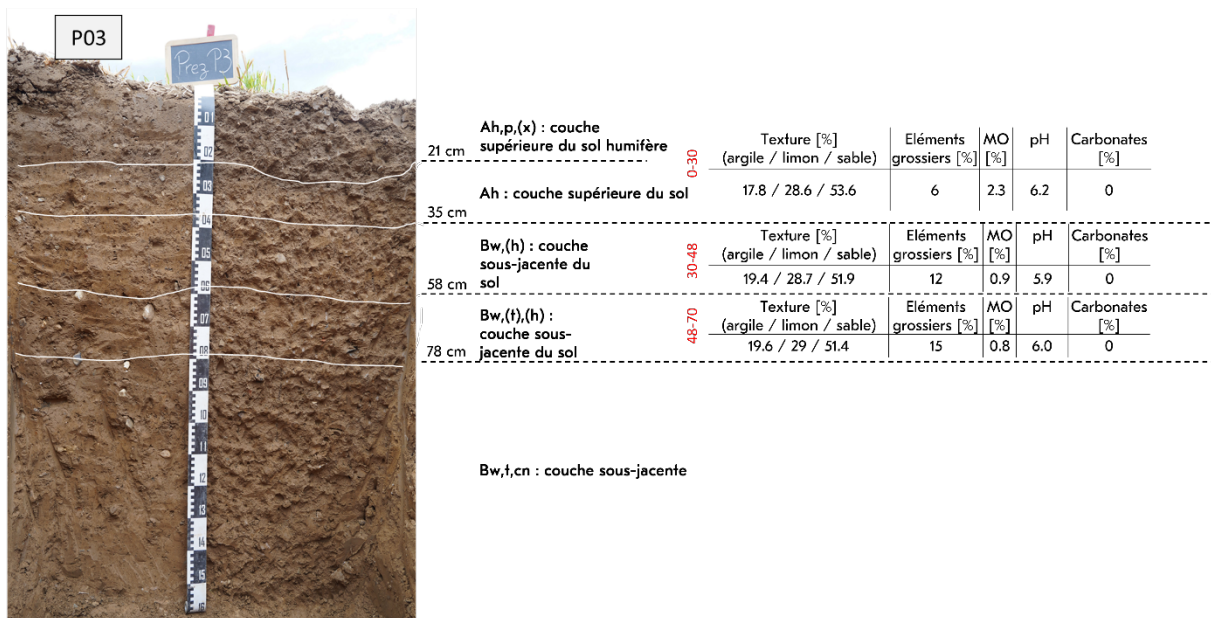 P03
Prez P3
01
02
03
04
05
06
07
08
09
10
11
12
13
14
15
16
21 cm
35 cm
58 cm
78 cm
Ah,p,(x) : couche
supérieure du sol humifère
Ah : couche supérieure du sol
0-30
Texture [%]
(argile / limon / sable)
Eléments
grossiers [%]
MO
[%]
pH
Carbonates
[%]
17.8 / 28.6 / 53.6
6
2.3
6.2
0
Bw,(h) : couche
sous-jacente du
sol
30-48
Texture [%]
(argile / limon / sable)
Eléments
grossiers [%]
MO
[%]
pH
Carbonates
[%]
19.4 / 28.7 / 51.9
12
0.9
5.9
0
Bw,(t),(h) :
couche sous-
jacente du sol
48-70
Texture [%]
(argile / limon / sable)
Eléments
grossiers [%]
MO
[%]
pH
Carbonates
[%]
19.6 / 29 / 51.4
15
0.8
6.0
0
Bw,t,cn : couche sous-jacente